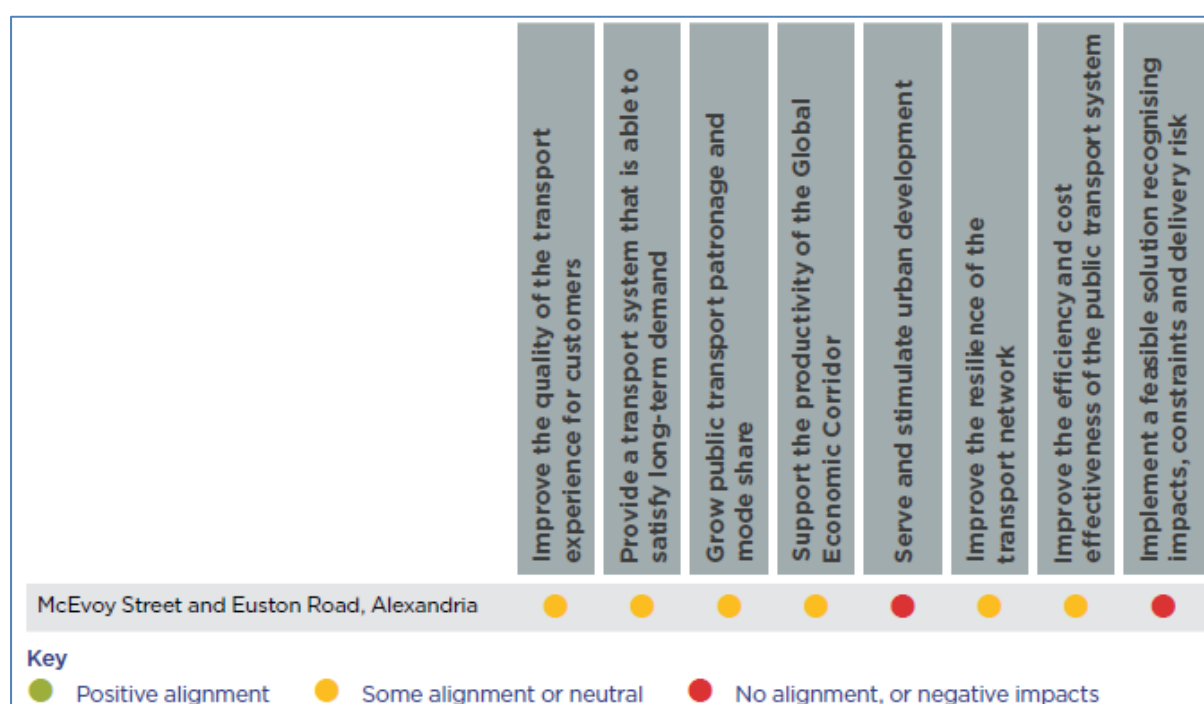 Improve the quality of the transport
experience for customers
Provide a transport system that is able to
satisfy long-term demand
Grow public transport patronage and
mode share
Support the productivity of the Global
Economic Corridor
Serve and stimulate urban development
Improve the resilience of the
transport network
Improve the efficiency and cost
effectiveness of the public transport system
Implement a feasible solution recognising
impacts, constraints and delivery risk
McEvoy Street and Euston Road, Alexandria
Key
Positive alignment
Some alignment or neutral
No alignment, or negative impacts